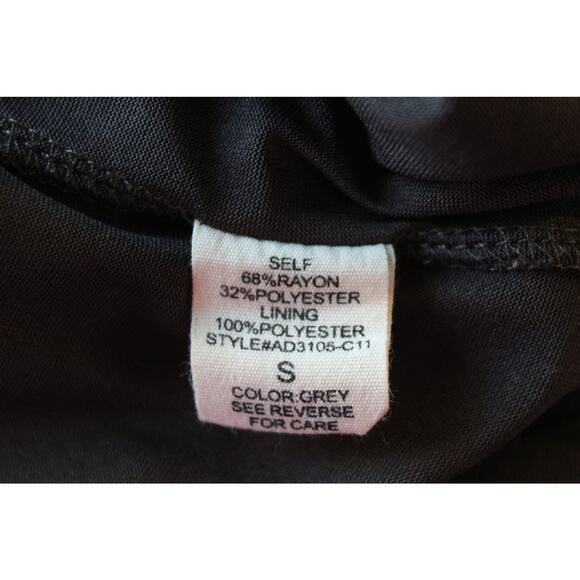 SELF
68%RAYON
32%POLYESTER
LINING
100%POLYESTER
STYLE#AD3105-C11
S
COLOR:GREY
SEE REVERSE
FOR CARE